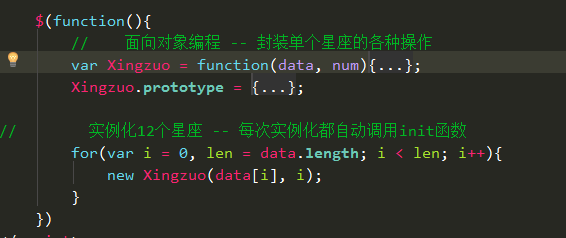 $(function(){
//    面向对象编程 -- 封装单个星座的各种操作
var Xingzuo = function(data, num){...};
Xingzuo.prototype = {...};
//    实例化12个星座 -- 每次实例化都自动调用init函数
for(var i = 0, len = data.length; i < len; i++){
new Xingzuo(data[i], i);
}
})